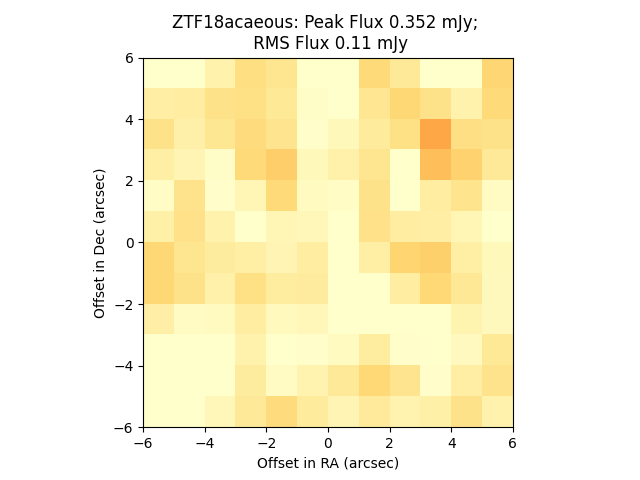 ZTF18acaeous: Peak Flux 0.352 mJy;
RMS Flux 0.11 mJy
6
4
2
0
−2
−4
−6
Offset in Dec (arcsec)
−6 −4 −2 0 2 4 6
Offset in RA (arcsec)